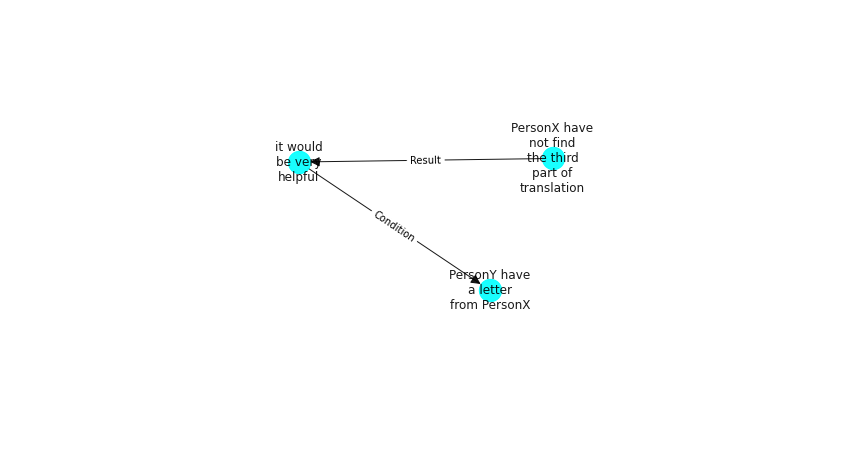 PersonX have
not find
the third
part of
translation
it would
be very
helpful
Result
Condition
PersonY have
a letter
from PersonX